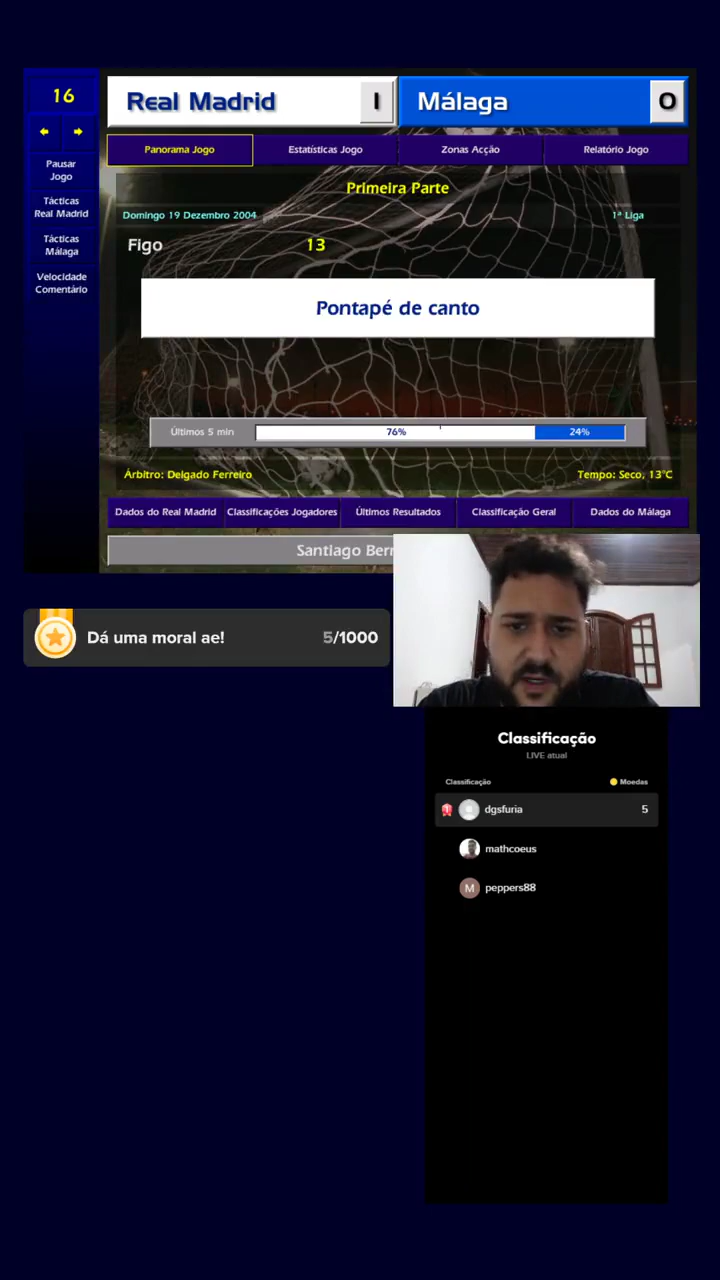 16
Real Madrid 1
Málaga 0
Pausar
Jogo
Tácticas
Real Madrid
Tácticas
Málaga
Velocidade
Comentário
Panorama Jogo
Estatísticas Jogo
Zonas Acção
Relatório Jogo
Primeira Parte
Domingo 19 Dezembro 2004
1ª Liga
Figo 13
Pontapé de canto
Últimos 5 min 76% 24%
Árbitro: Delgado Ferreiro
Tempo: Seco, 13°C
Dados do Real Madrid
Classificações Jogadores
Últimos Resultados
Classificação Geral
Dados do Málaga
Santiago Berr
Dá uma moral ae! 5/1000
Classificação
LIVE atual
Classificação Moedas
1 dgsfuria 5
mathcoeus
M peppers88